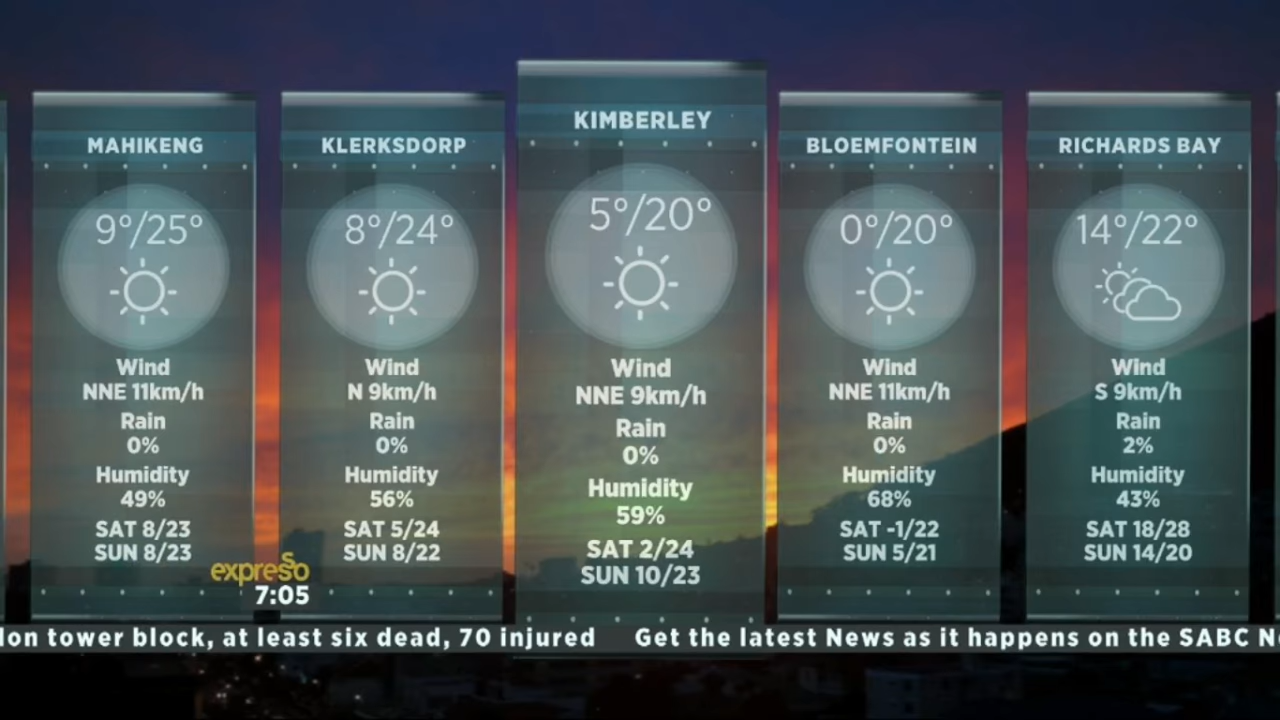 MAHIKENG
9°/25°
Wind
NNE 11km/h
Rain
0%
Humidity
49%
SAT 8/23
SUN 8/23
KLERKSDORP
8°/24°
Wind
N 9km/h
Rain
0%
Humidity
56%
SAT 5/24
SUN 8/22
KIMBERLEY
5°/20°
Wind
NNE 9km/h
Rain
0%
Humidity
59%
SAT 2/24
SUN 10/23
BLOEMFONTEIN
0°/20°
Wind
NNE 11km/h
Rain
0%
Humidity
68%
SAT -1/22
SUN 5/21
RICHARDS BAY
14°/22°
Wind
S 9km/h
Rain
2%
Humidity
43%
SAT 18/28
SUN 14/20
expresso
7:05
don tower block, at least six dead, 70 injured Get the latest News as it happens on the SABC